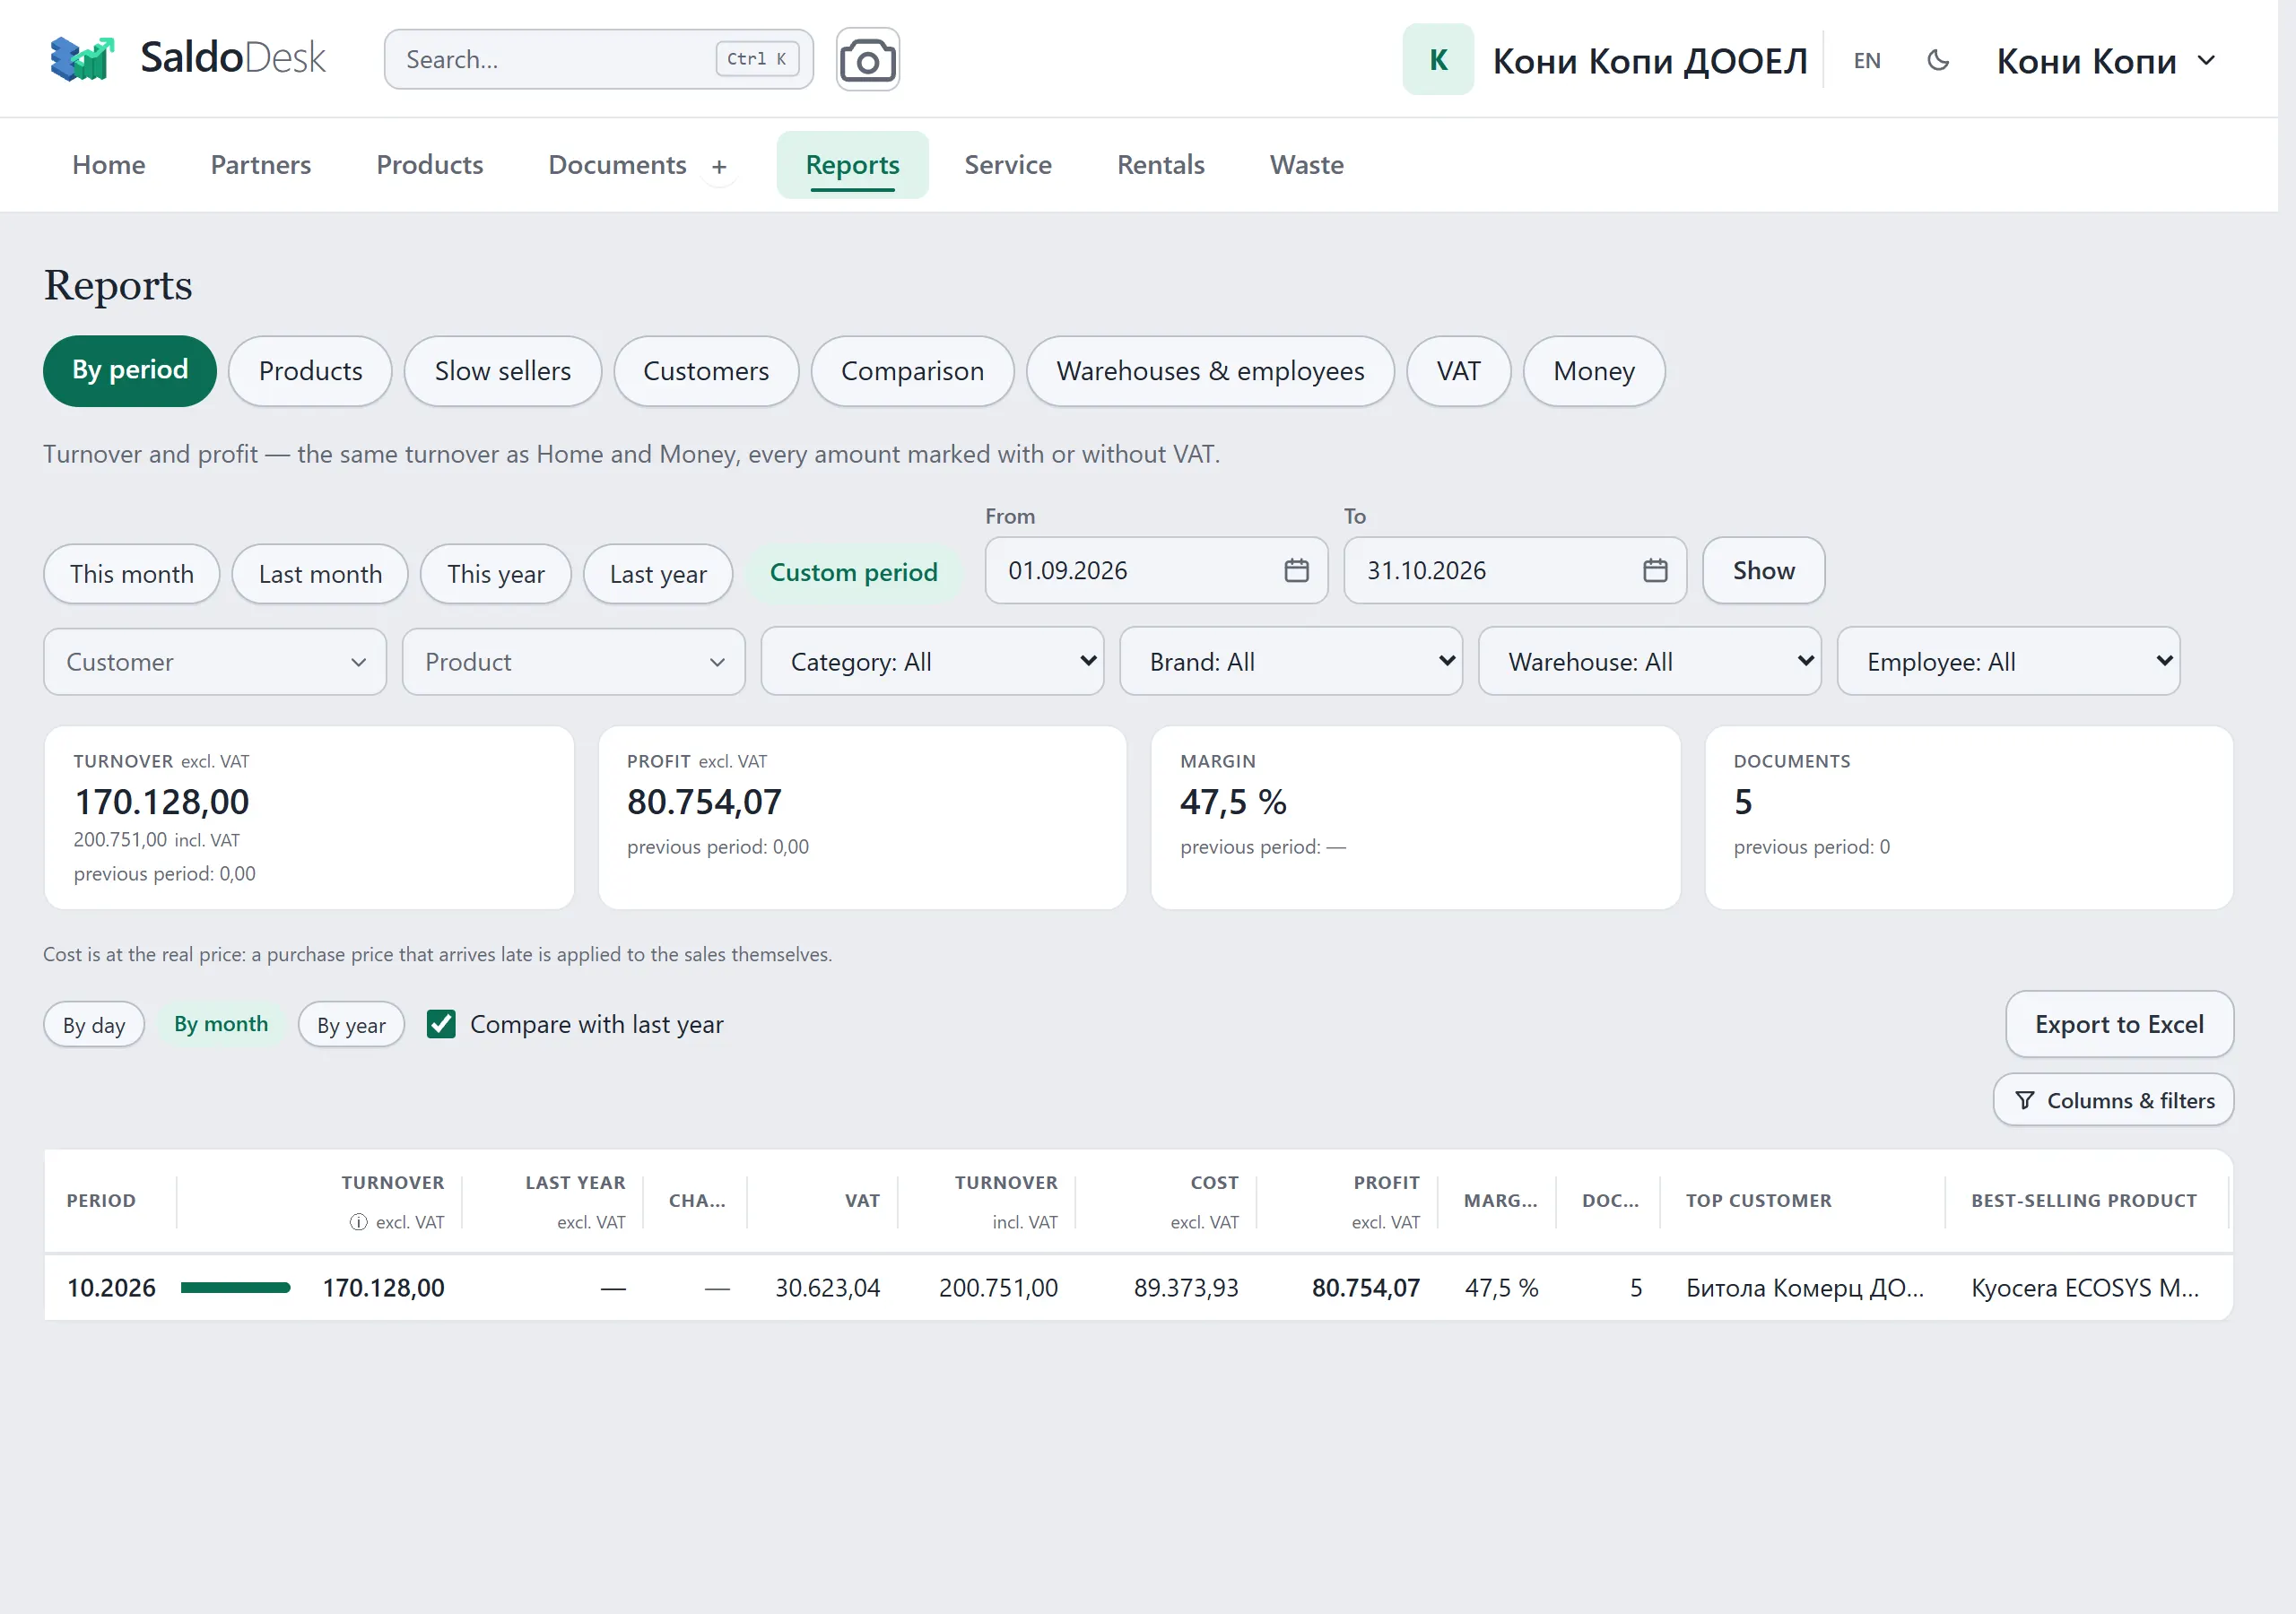 SaldoDesk
Search... Ctrl K
K Кони Копи ДООЕЛ EN Кони Копи
Home Partners Products Documents + Reports Service Rentals Waste
Reports
By period Products Slow sellers Customers Comparison Warehouses & employees VAT Money
Turnover and profit — the same turnover as Home and Money, every amount marked with or without VAT.
From To
This month Last month This year Last year Custom period 01.09.2026 31.10.2026 Show
Customer Product Category: All Brand: All Warehouse: All Employee: All
TURNOVER excl. VAT
170.128,00
200.751,00 incl. VAT
previous period: 0,00
PROFIT excl. VAT
80.754,07
previous period: 0,00
MARGIN
47,5 %
previous period: —
DOCUMENTS
5
previous period: 0
Cost is at the real price: a purchase price that arrives late is applied to the sales themselves.
By day By month By year Compare with last year Export to Excel
Columns & filters
PERIOD TURNOVER excl. VAT LAST YEAR excl. VAT CHA... VAT TURNOVER incl. VAT COST excl. VAT PROFIT excl. VAT MARG... DOC... TOP CUSTOMER BEST-SELLING PRODUCT
10.2026 170.128,00 — — 30.623,04 200.751,00 89.373,93 80.754,07 47,5 % 5 Битола Комерц ДО... Kyocera ECOSYS M...